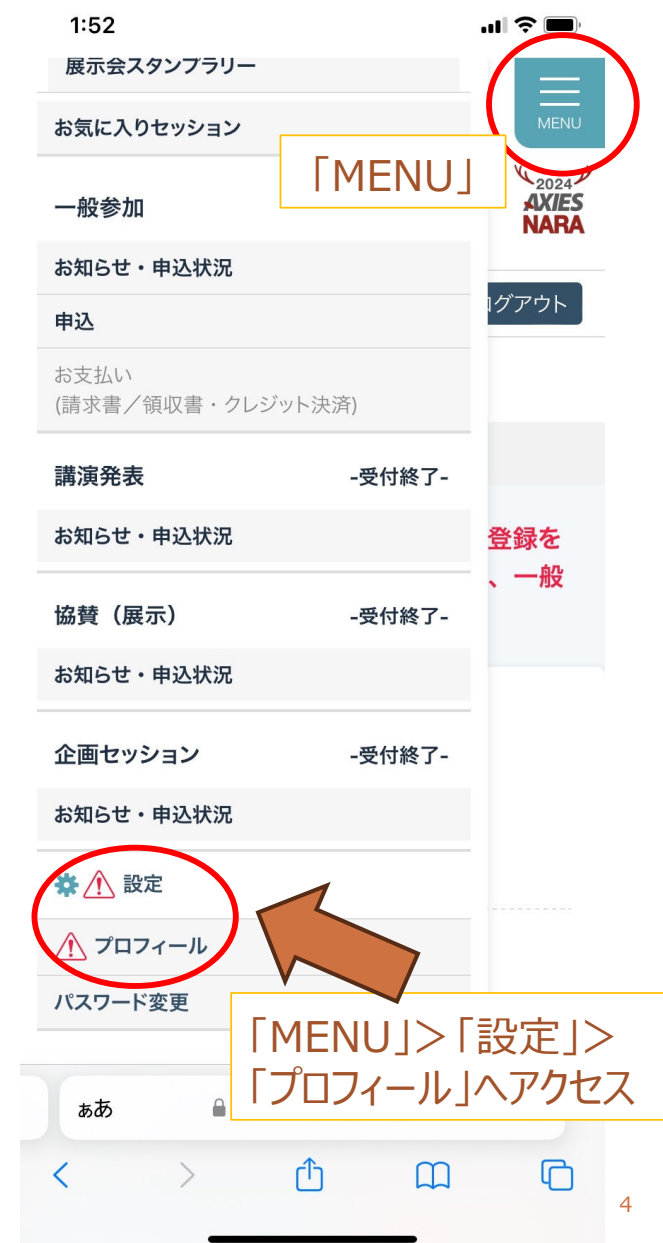 1:52
展示会スタンプラリー
お気に入りセッション
MENU
「MENU」
2024
AXIES
NARA
一般参加
お知らせ・申込状況
ログアウト
申込
お支払い
(請求書／領収書・クレジット決済)
講演発表 -受付終了-
お知らせ・申込状況
登録を
、一般
協賛（展示） -受付終了-
お知らせ・申込状況
企画セッション -受付終了-
お知らせ・申込状況
設定
プロフィール
パスワード変更
「MENU」＞「設定」＞
「プロフィール」へアクセス
ぁあ
4